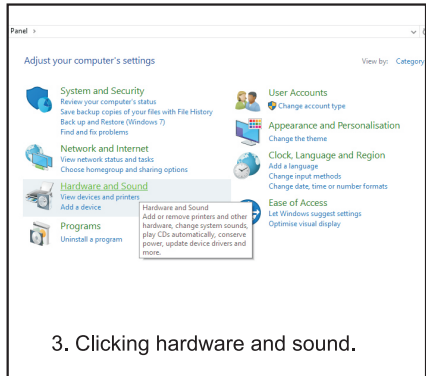 Panel >
Adjust your computer's settings
View by: Category
System and Security
Review your computer's status
Save backup copies of your files with File History
Back up and Restore (Windows 7)
Find and fix problems
Network and Internet
View network status and tasks
Choose homegroup and sharing options
Hardware and Sound
View devices and printers
Add a device
Hardware and Sound
Add or remove printers and other
hardware, change system sounds,
play CDs automatically, conserve
power, update device drivers and
more.
Programs
Uninstall a program
User Accounts
Change account type
Appearance and Personalisation
Change the theme
Clock, Language and Region
Add a language
Change input methods
Change date, time or number formats
Ease of Access
Let Windows suggest settings
Optimise visual display
3. Clicking hardware and sound.